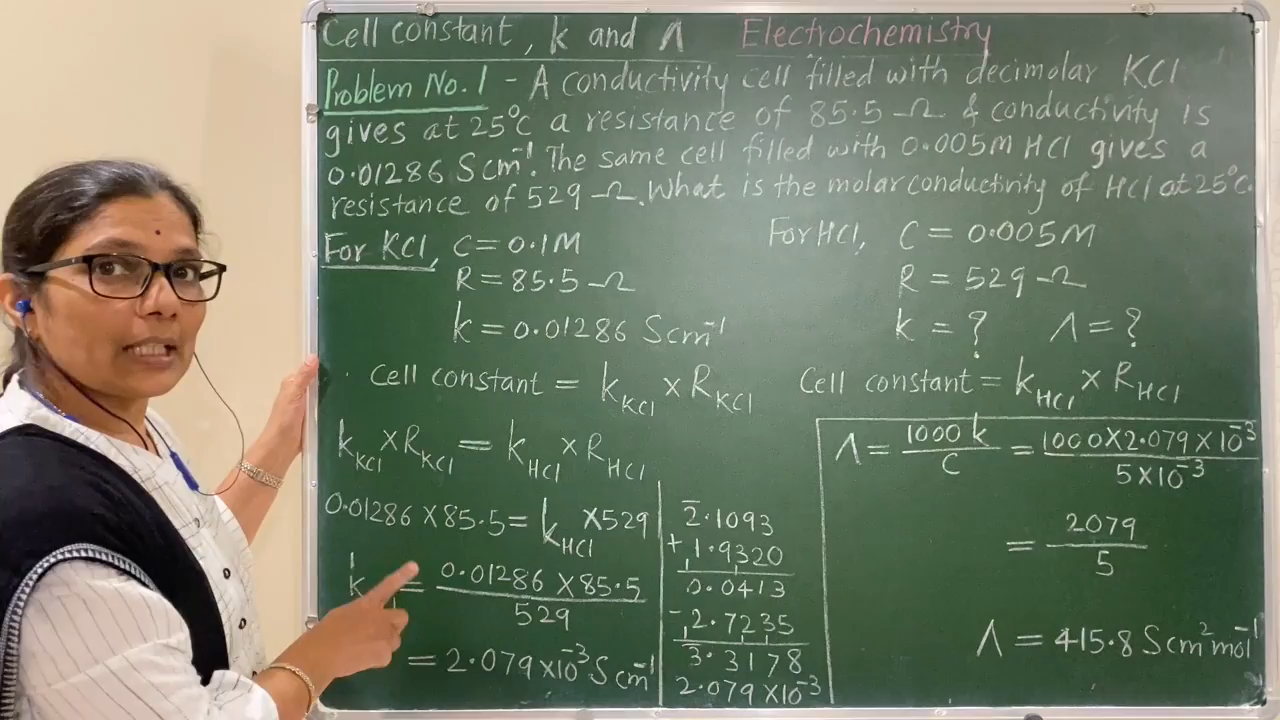 Cell constant, k and Λ Electrochemistry
Problem No. 1 - A conductivity cell filled with decimolar KCl
gives at 25°C a resistance of 85.5 Ω & conductivity is
0.01286 S cm⁻¹. The same cell filled with 0.005M HCl gives a
resistance of 529 Ω. What is the molar conductivity of HCl at 25°C.
For KCl, C = 0.1M
R = 85.5 Ω
k = 0.01286 S cm⁻¹
Cell constant = k_KCl × R_KCl
k_KCl × R_KCl = k_HCl × R_HCl
0.01286 × 85.5 = k_HCl × 529
k = 0.01286 × 85.5 / 529
= 2.079 × 10⁻³ S cm⁻¹
2̄.1093
+ 1.9320
0.0413
- 2.7235
3̄.3178
2.079 × 10⁻³
For HCl, C = 0.005M
R = 529 Ω
k = ? Λ = ?
Cell constant = k_HCl × R_HCl
Λ = 1000 k / C = 1000 × 2.079 × 10⁻³ / 5 × 10⁻³
= 2079 / 5
Λ = 415.8 S cm² mol⁻¹